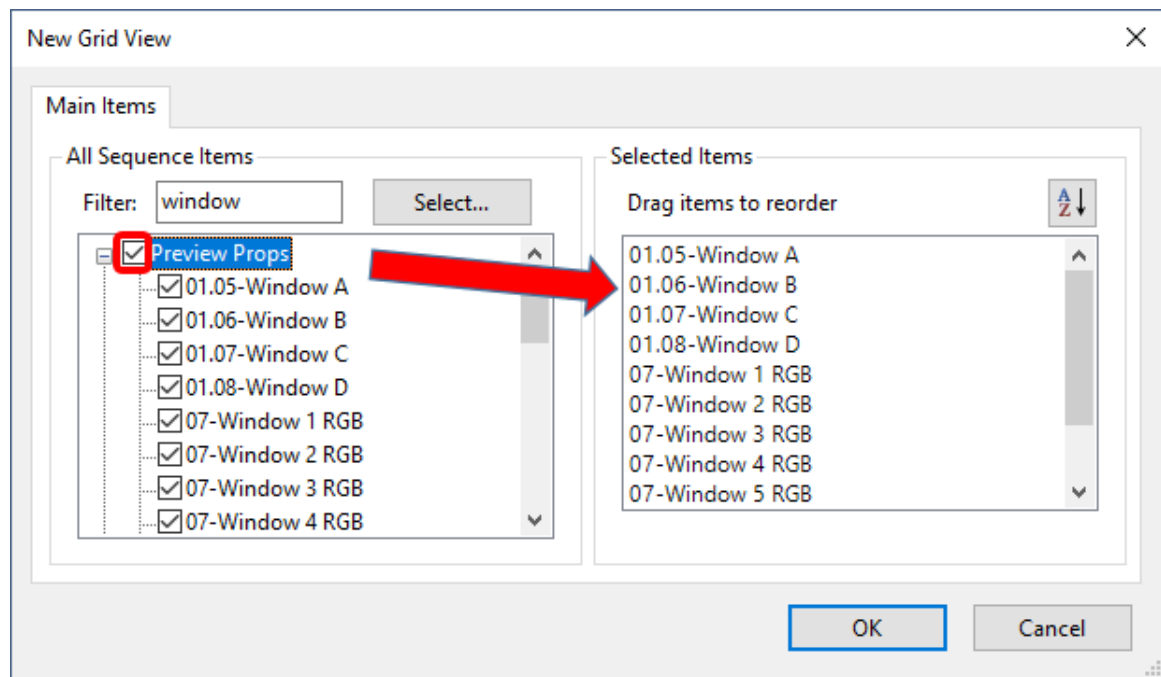 New Grid View
Main Items
All Sequence Items
Filter: window Select...
Preview Props
01.05-Window A
01.06-Window B
01.07-Window C
01.08-Window D
07-Window 1 RGB
07-Window 2 RGB
07-Window 3 RGB
07-Window 4 RGB
Selected Items
Drag items to reorder
A
Z
01.05-Window A
01.06-Window B
01.07-Window C
01.08-Window D
07-Window 1 RGB
07-Window 2 RGB
07-Window 3 RGB
07-Window 4 RGB
07-Window 5 RGB
OK Cancel